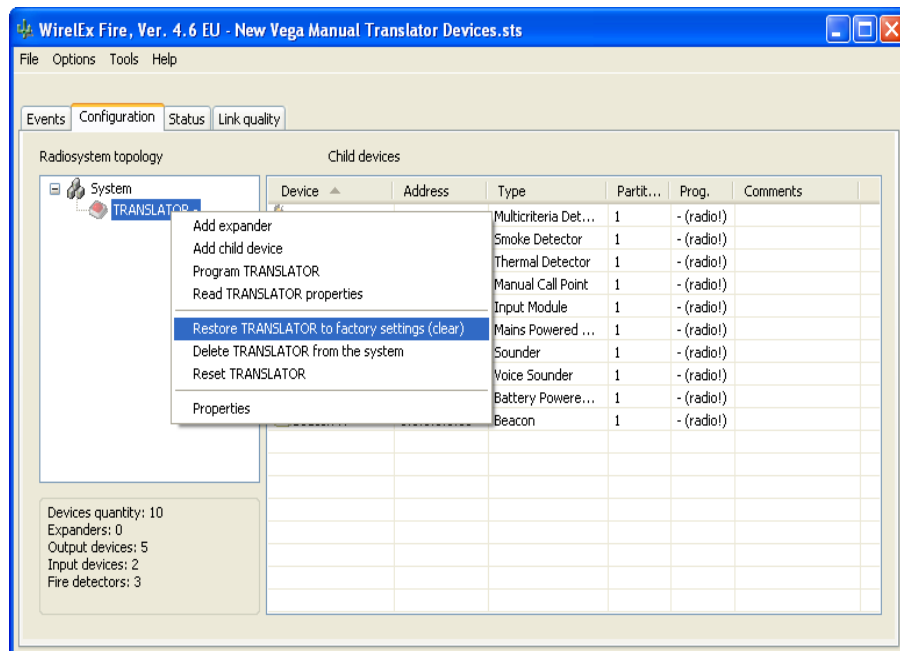 WirelEx Fire, Ver. 4.6 EU - New Vega Manual Translator Devices.sts
File Options Tools Help
Events Configuration Status Link quality
Radiosystem topology Child devices
System
TRANSLATOR -
Device Address Type Partit... Prog. Comments
Multicriteria Det... 1 - (radio!)
Smoke Detector 1 - (radio!)
Thermal Detector 1 - (radio!)
Manual Call Point 1 - (radio!)
Input Module 1 - (radio!)
Mains Powered ... 1 - (radio!)
Sounder 1 - (radio!)
Voice Sounder 1 - (radio!)
Battery Powere... 1 - (radio!)
Beacon 1 - (radio!)
Add expander
Add child device
Program TRANSLATOR
Read TRANSLATOR properties
Restore TRANSLATOR to factory settings (clear)
Delete TRANSLATOR from the system
Reset TRANSLATOR
Properties
Devices quantity: 10
Expanders: 0
Output devices: 5
Input devices: 2
Fire detectors: 3